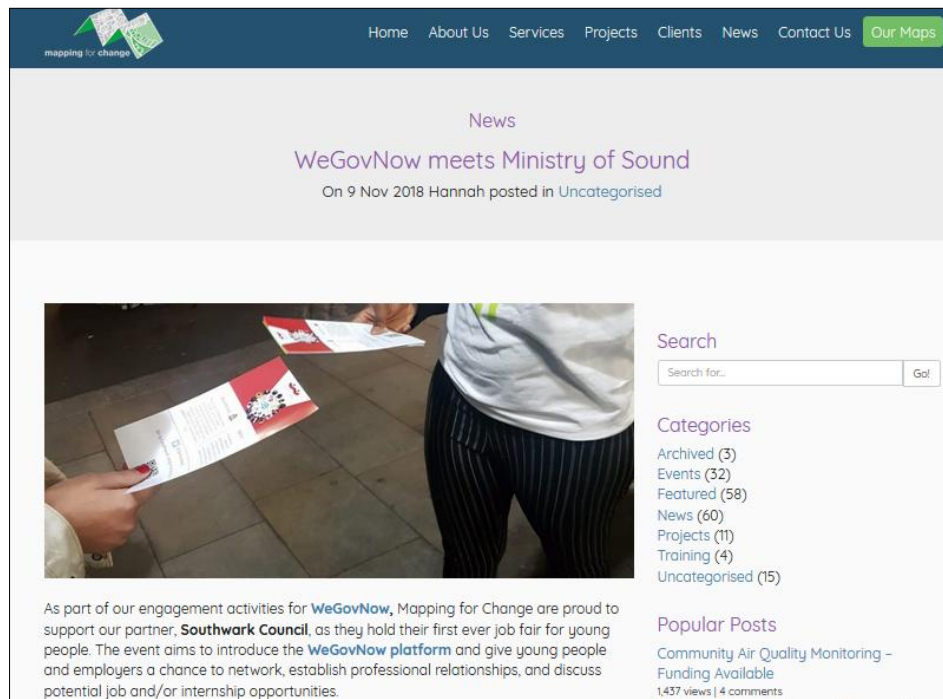 mapping for change
Home About Us Services Projects Clients News Contact Us Our Maps
News
WeGovNow meets Ministry of Sound
On 9 Nov 2018 Hannah posted in Uncategorised
As part of our engagement activities for WeGovNow, Mapping for Change are proud to
support our partner, Southwark Council, as they hold their first ever job fair for young
people. The event aims to introduce the WeGovNow platform and give young people
and employers a chance to network, establish professional relationships, and discuss
potential job and/or internship opportunities.
Search
Search for...
Go!
Categories
Archived (3)
Events (32)
Featured (58)
News (60)
Projects (11)
Training (4)
Uncategorised (15)
Popular Posts
Community Air Quality Monitoring –
Funding Available
1,437 views | 4 comments